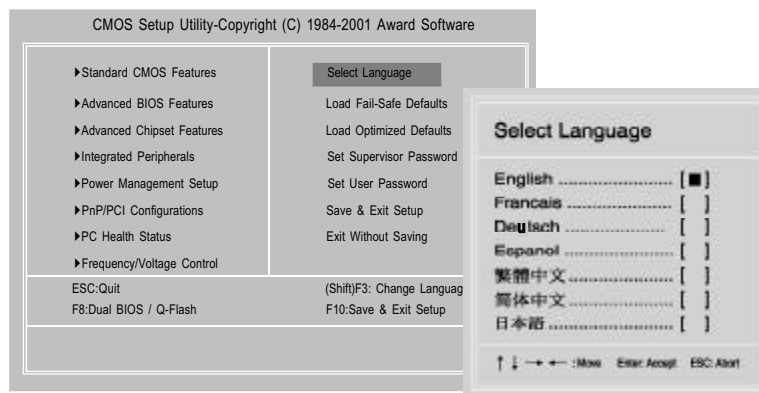 CMOS Setup Utility-Copyright (C) 1984-2001 Award Software
▶Standard CMOS Features
▶Advanced BIOS Features
▶Advanced Chipset Features
▶Integrated Peripherals
▶Power Management Setup
▶PnP/PCI Configurations
▶PC Health Status
▶Frequency/Voltage Control
Select Language
Load Fail-Safe Defaults
Load Optimized Defaults
Set Supervisor Password
Set User Password
Save & Exit Setup
Exit Without Saving
ESC:Quit
(Shift)F3: Change Languag
F8:Dual BIOS / Q-Flash
F10:Save & Exit Setup
Select Language
English ........................ [■]
Francais ...................... [ ]
Deutsch ..................... [ ]
Espanol ........................ [ ]
繁體中文 ...................... [ ]
简体中文 ...................... [ ]
日本語 .......................... [ ]
↑↓→← :Move Enter:Accept ESC:Abort